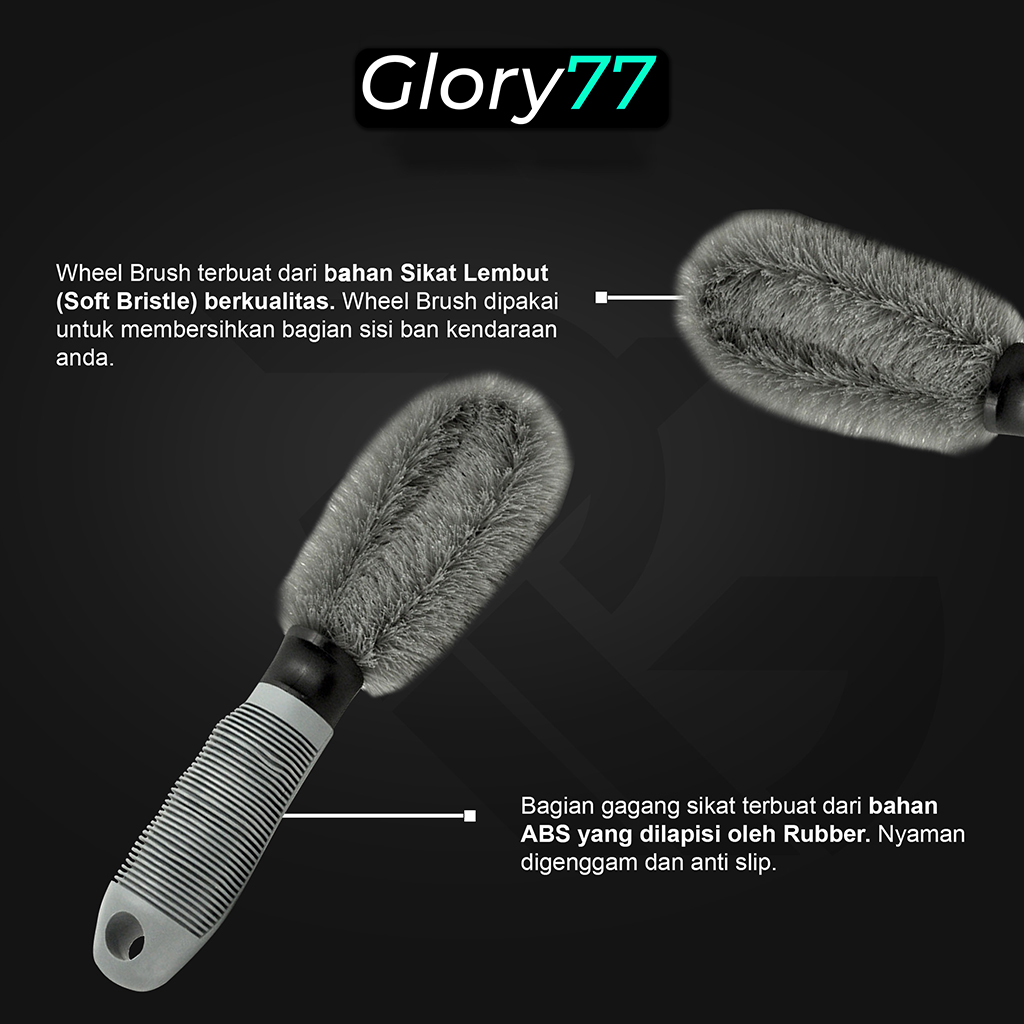 Glory77
Wheel Brush terbuat dari bahan Sikat Lembut
(Soft Bristle) berkualitas. Wheel Brush dipakai
untuk membersihkan bagian sisi ban kendaraan
anda.
Bagian gagang sikat terbuat dari bahan
ABS yang dilapisi oleh Rubber. Nyaman
digenggam dan anti slip.